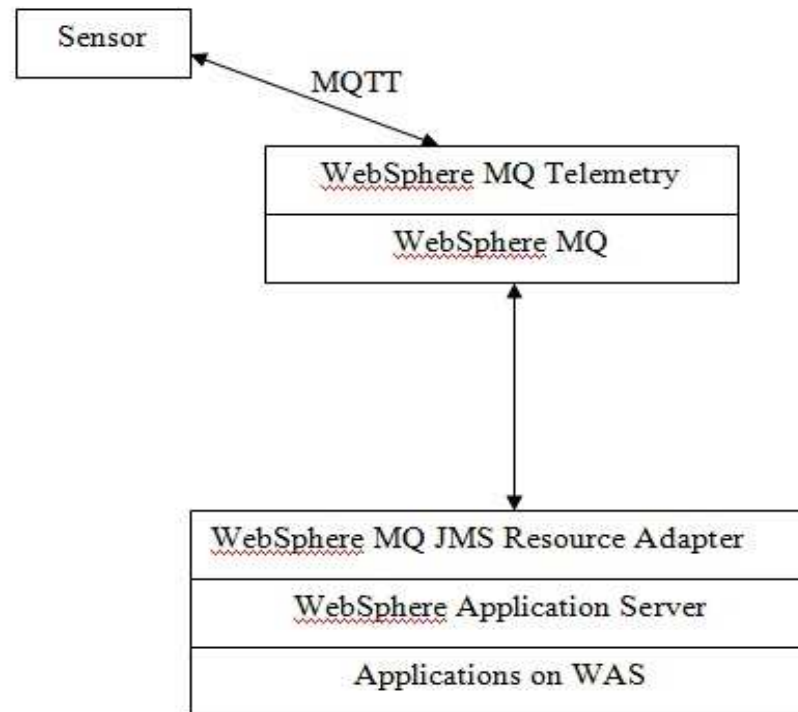 Sensor
MQTT
WebSphere MQ Telemetry
WebSphere MQ
WebSphere MQ JMS Resource Adapter
WebSphere Application Server
Applications on WAS